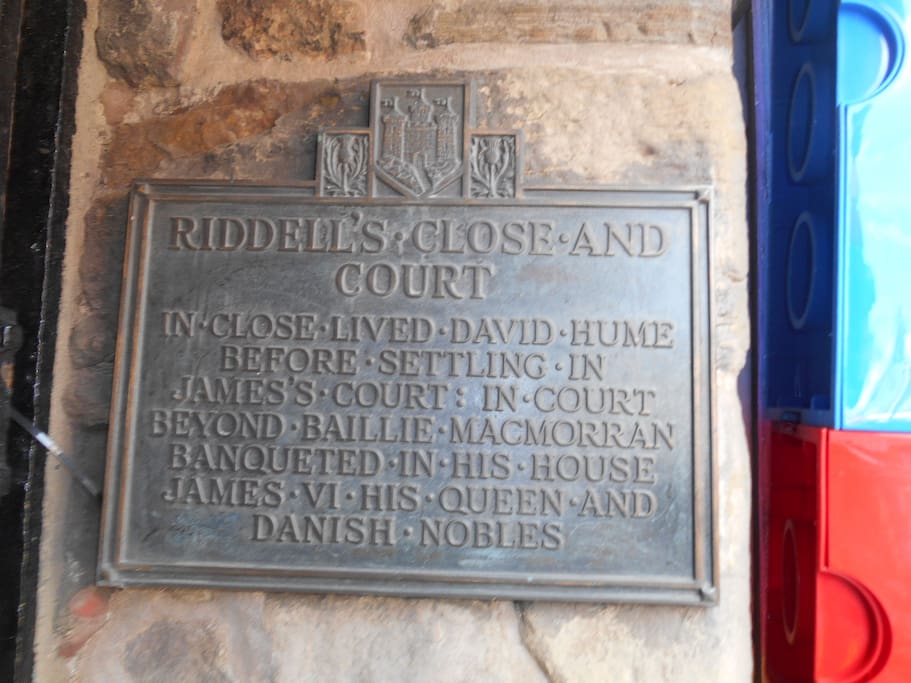 RIDDELL'S·CLOSE·AND
COURT
IN·CLOSE·LIVED·DAVID·HUME
BEFORE·SETTLING·IN
JAMES'S·COURT : IN·COURT
BEYOND·BAILLIE·MACMORRAN
BANQUETED·IN·HIS·HOUSE
JAMES·VI·HIS·QUEEN·AND
DANISH·NOBLES